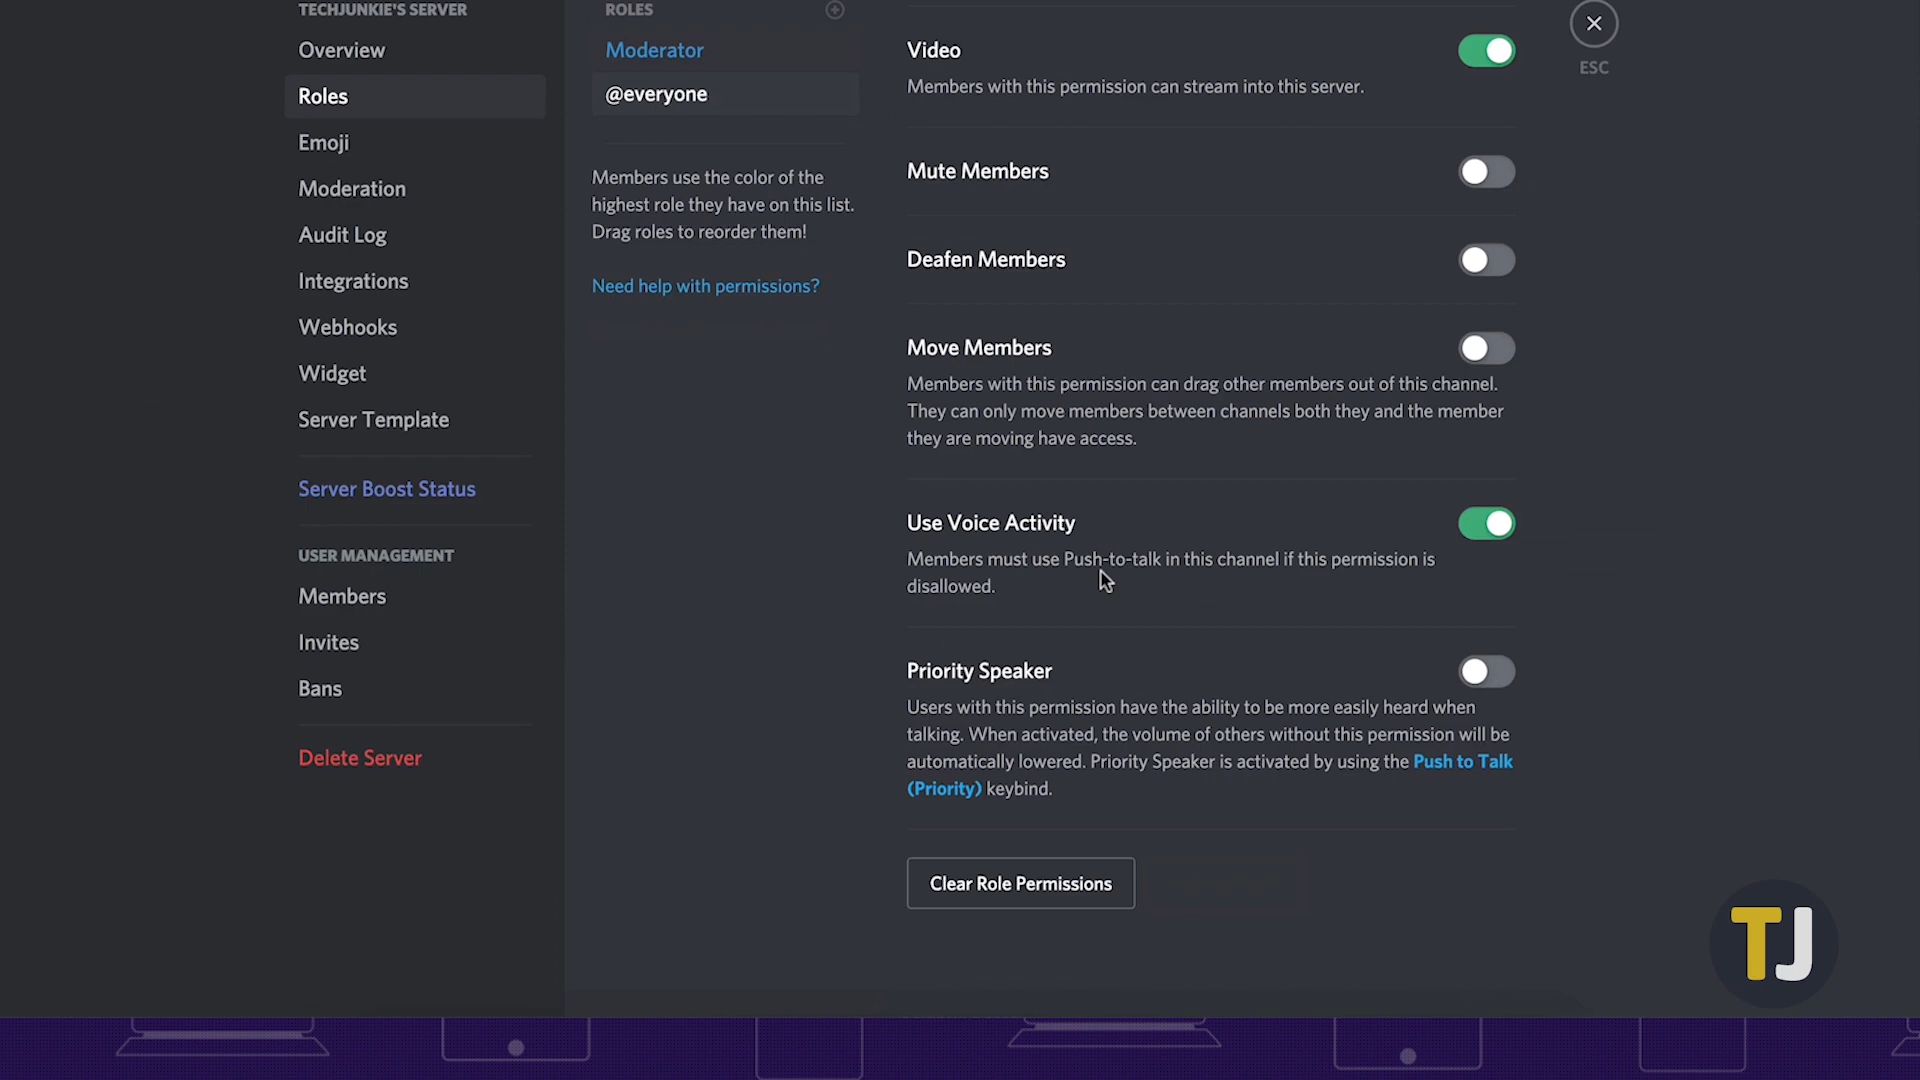 TECHJUNKIE'S SERVER
Overview
Roles
Emoji
Moderation
Audit Log
Integrations
Webhooks
Widget
Server Template
Server Boost Status
USER MANAGEMENT
Members
Invites
Bans
Delete Server
ROLES
Moderator
@everyone
Members use the color of the
highest role they have on this list.
Drag roles to reorder them!
Need help with permissions?
Video
Members with this permission can stream into this server.
Mute Members
Deafen Members
Move Members
Members with this permission can drag other members out of this channel.
They can only move members between channels both they and the member
they are moving have access.
Use Voice Activity
Members must use Push-to-talk in this channel if this permission is
disallowed.
Priority Speaker
Users with this permission have the ability to be more easily heard when
talking. When activated, the volume of others without this permission will be
automatically lowered. Priority Speaker is activated by using the Push to Talk
(Priority) keybind.
Clear Role Permissions
ESC
TJ